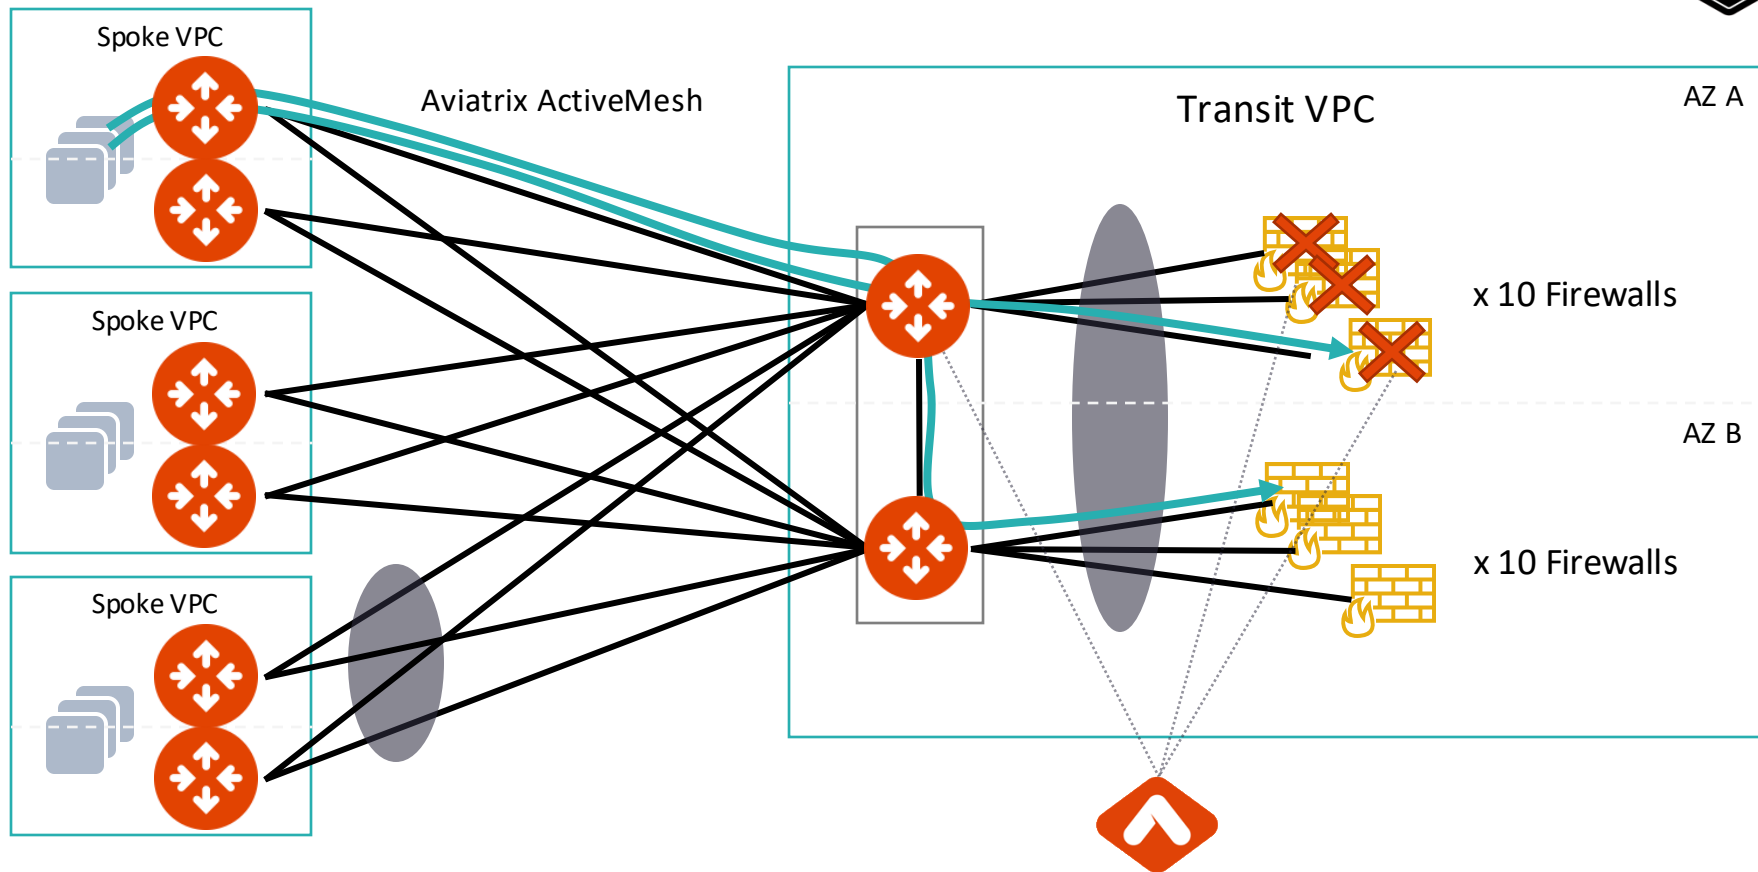 Spoke VPC
Aviatrix ActiveMesh
Transit VPC
AZ A
x 10 Firewalls
Spoke VPC
AZ B
x 10 Firewalls
Spoke VPC